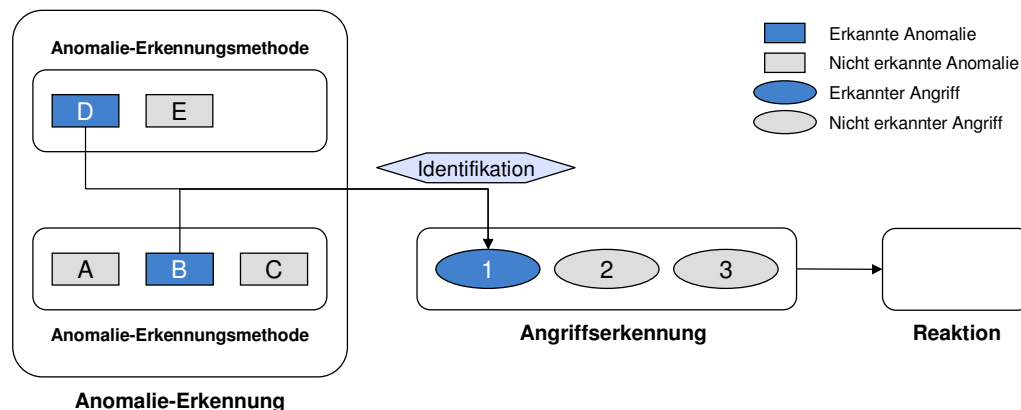 Anomalie-Erkennungsmethode
D E
Erkannte Anomalie
Nicht erkannte Anomalie
Erkannter Angriff
Nicht erkannter Angriff
Identifikation
A B C
1 2 3
Anomalie-Erkennungsmethode
Angriffserkennung
Reaktion
Anomalie-Erkennung